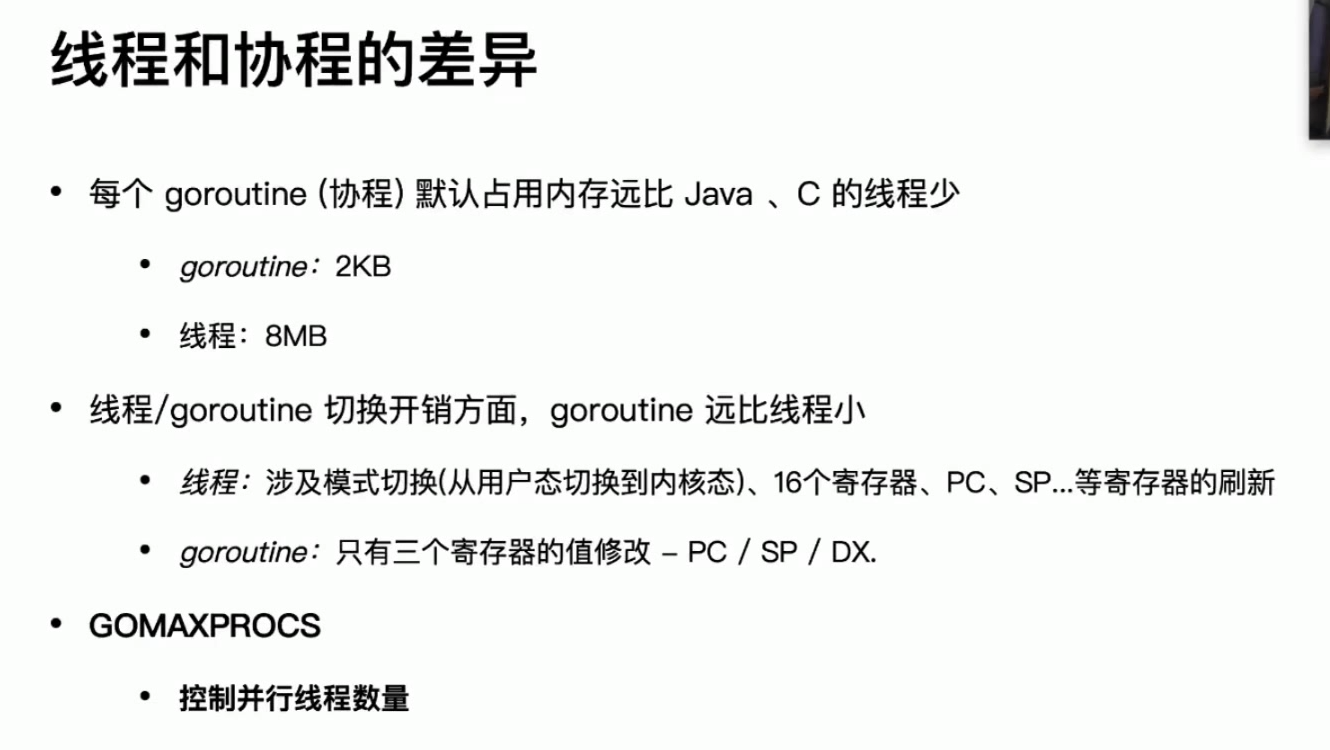 线程和协程的差异
• 每个 goroutine (协程) 默认占用内存远比 Java 、C 的线程少
• goroutine：2KB
• 线程：8MB
• 线程/goroutine 切换开销方面，goroutine 远比线程小
• 线程：涉及模式切换(从用户态切换到内核态)、16个寄存器、PC、SP...等寄存器的刷新
• goroutine：只有三个寄存器的值修改 – PC / SP / DX.
• GOMAXPROCS
• 控制并行线程数量